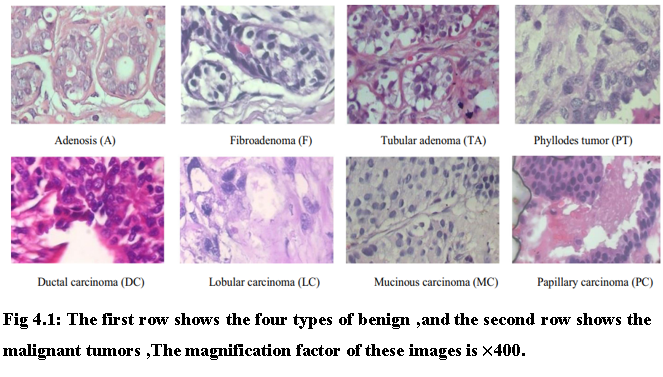 Adenosis (A) Fibroadenoma (F) Tubular adenoma (TA) Phyllodes tumor (PT)
Ductal carcinoma (DC) Lobular carcinoma (LC) Mucinous carcinoma (MC) Papillary carcinoma (PC)
Fig 4.1: The first row shows the four types of benign ,and the second row shows the
malignant tumors ,The magnification factor of these images is ×400.